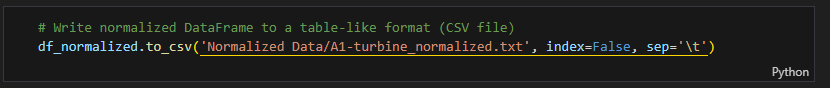 # Write normalized DataFrame to a table-like format (CSV file)
df_normalized.to_csv('Normalized Data/A1-turbine_normalized.txt', index=False, sep='\t')
Python